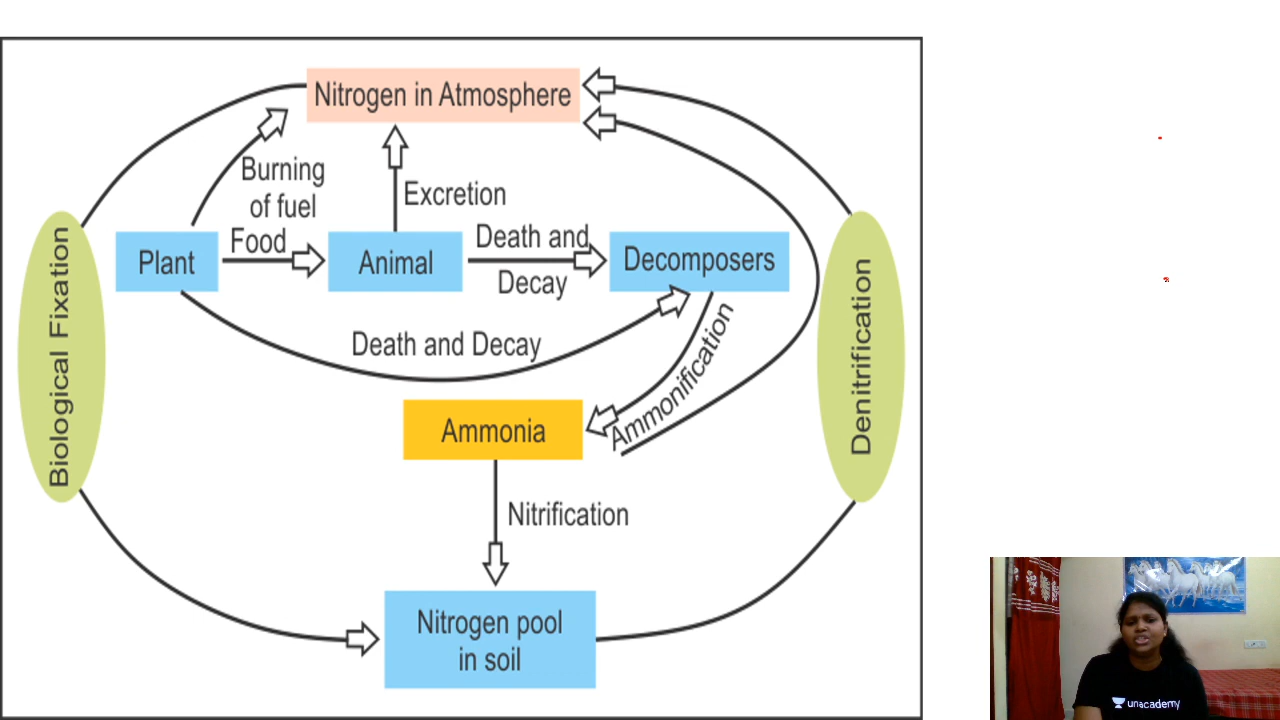 Nitrogen in Atmosphere
Burning
of fuel
Excretion
Food
Death and
Decay
Plant
Animal
Decomposers
Death and Decay
Ammonification
Biological Fixation
Denitrification
Ammonia
Nitrification
Nitrogen pool
in soil
unacademy